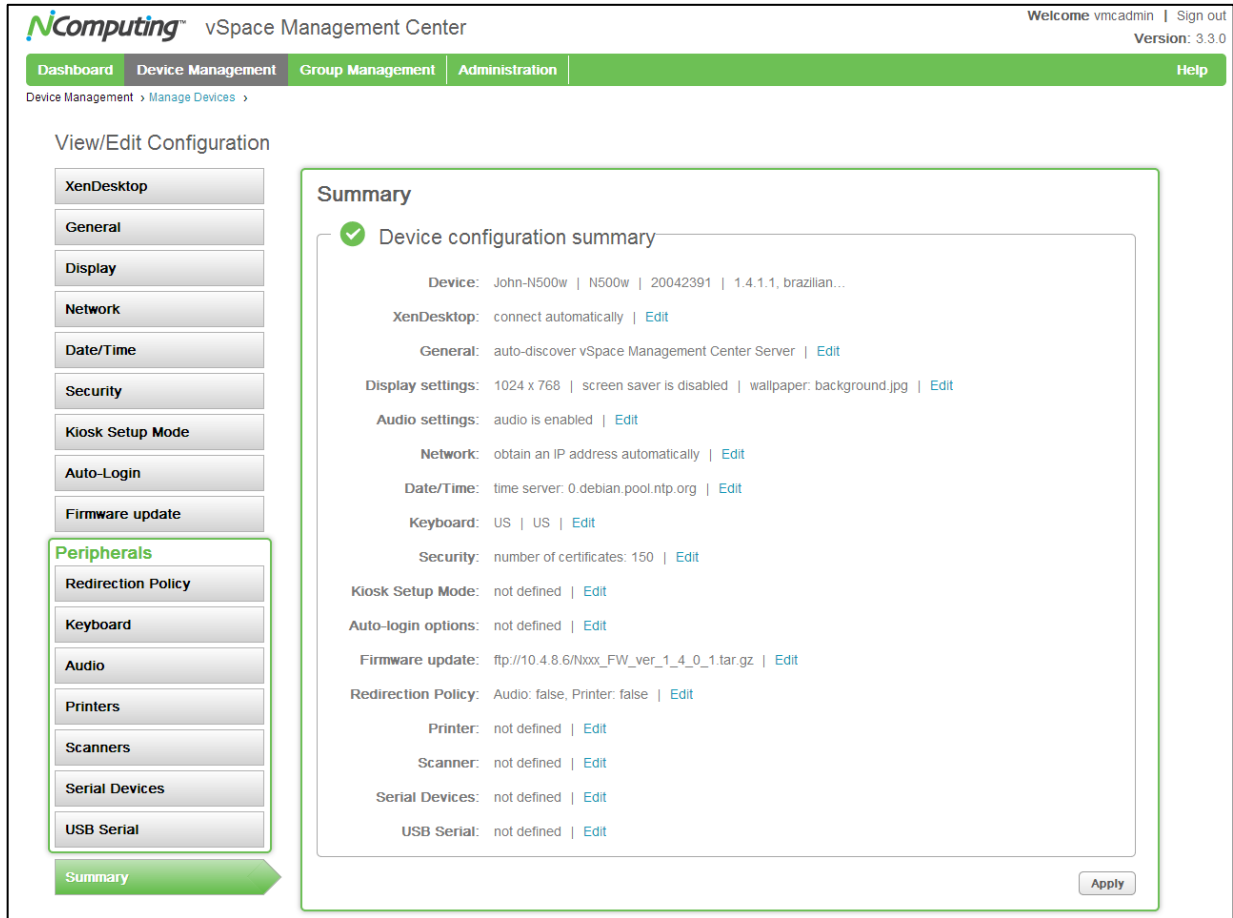 NComputing™ vSpace Management Center
Welcome vmcadmin | Sign out
Version: 3.3.0
Dashboard Device Management Group Management Administration Help
Device Management › Manage Devices ›
View/Edit Configuration
XenDesktop
General
Display
Network
Date/Time
Security
Kiosk Setup Mode
Auto-Login
Firmware update
Peripherals
Redirection Policy
Keyboard
Audio
Printers
Scanners
Serial Devices
USB Serial
Summary
Summary
Device configuration summary
Device: John-N500w | N500w | 20042391 | 1.4.1.1, brazilian...
XenDesktop: connect automatically | Edit
General: auto-discover vSpace Management Center Server | Edit
Display settings: 1024 x 768 | screen saver is disabled | wallpaper: background.jpg | Edit
Audio settings: audio is enabled | Edit
Network: obtain an IP address automatically | Edit
Date/Time: time server: 0.debian.pool.ntp.org | Edit
Keyboard: US | US | Edit
Security: number of certificates: 150 | Edit
Kiosk Setup Mode: not defined | Edit
Auto-login options: not defined | Edit
Firmware update: ftp://10.4.8.6/Nxxx_FW_ver_1_4_0_1.tar.gz | Edit
Redirection Policy: Audio: false, Printer: false | Edit
Printer: not defined | Edit
Scanner: not defined | Edit
Serial Devices: not defined | Edit
USB Serial: not defined | Edit
Apply